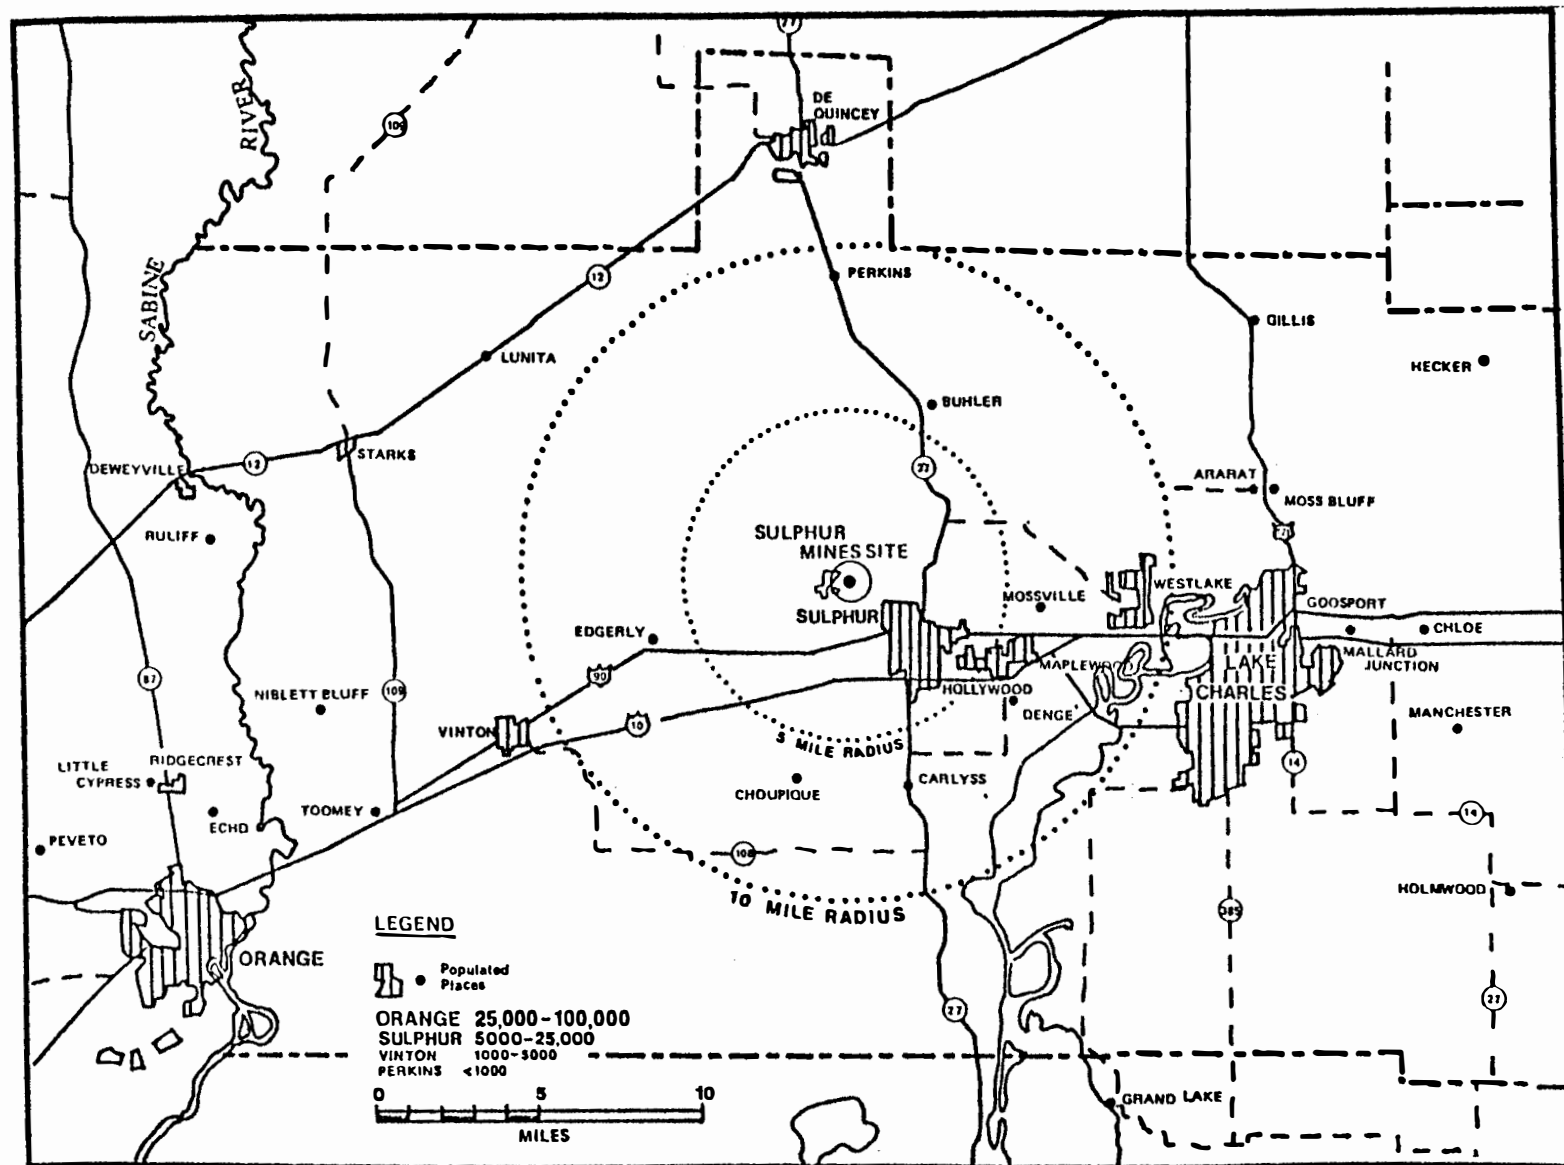 77
DE
QUINCEY
RIVER
109
SABINE
12
PERKINS
GILLIS
LUNITA
HECKER
BUHLER
STARKS
12
DEWEYVILLE
27
ARARAT
MOSS BLUFF
RULIFF
SULPHUR
MINES SITE
WESTLAKE
MOSSVILLE
GOOSPORT
SULPHUR
EDGERLY
CHLOE
MALLARD
JUNCTION
MAPLEWOOD
LAKE
CHARLES
87
109
90
NIBLETT BLUFF
HOLLYWOOD
DENGE
MANCHESTER
10
VINTON
5 MILE RADIUS
LITTLE
CYPRESS
RIDGECREST
14
CHOUPIQUE
CARLYSS
TOOMEY
ECHO
14
PEVETO
108
HOLMWOOD
10 MILE RADIUS
385
LEGEND
ORANGE
Populated
Places
27
27
ORANGE 25,000-100,000
SULPHUR 5000-25,000
VINTON 1000-5000
PERKINS <1000
0 5 10
MILES
GRAND LAKE